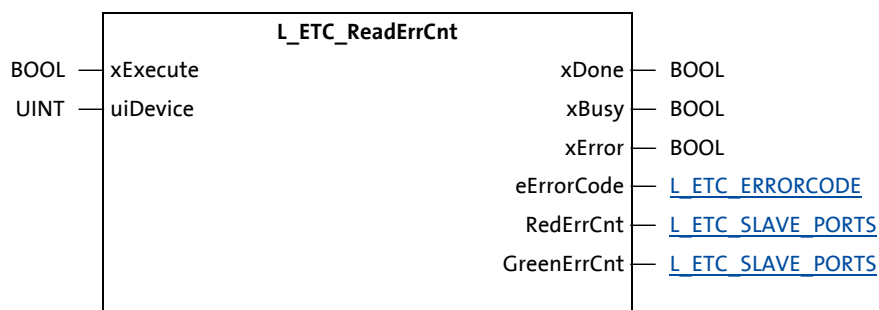 L_ETC_ReadErrCnt
BOOL xExecute xDone BOOL
UINT uiDevice xBusy BOOL
xError BOOL
eErrorCode L_ETC_ERRORCODE
RedErrCnt L_ETC_SLAVE_PORTS
GreenErrCnt L_ETC_SLAVE_PORTS